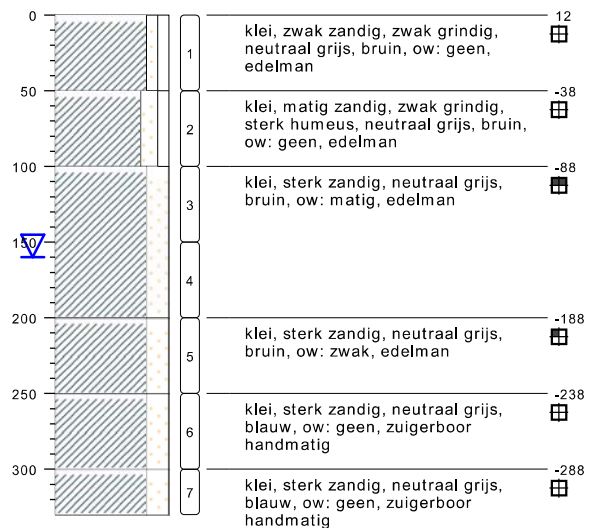 0
12
klei, zwak zandig, zwak grindig,
neutraal grijs, bruin, ow: geen,
edelman
1
50
-38
klei, matig zandig, zwak grindig,
sterk humeus, neutraal grijs, bruin,
ow: geen, edelman
2
100
-88
klei, sterk zandig, neutraal grijs,
bruin, ow: matig, edelman
3
150
4
200
-188
klei, sterk zandig, neutraal grijs,
bruin, ow: zwak, edelman
5
250
-238
klei, sterk zandig, neutraal grijs,
blauw, ow: geen, zuigerboor
handmatig
6
300
-288
klei, sterk zandig, neutraal grijs,
blauw, ow: geen, zuigerboor
handmatig
7